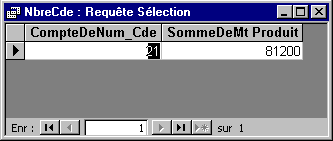 NbreCde : Requête Sélection
CompteDeNum_Cde SommeDeMt Produit
21 81200
Enr : 1 sur 1